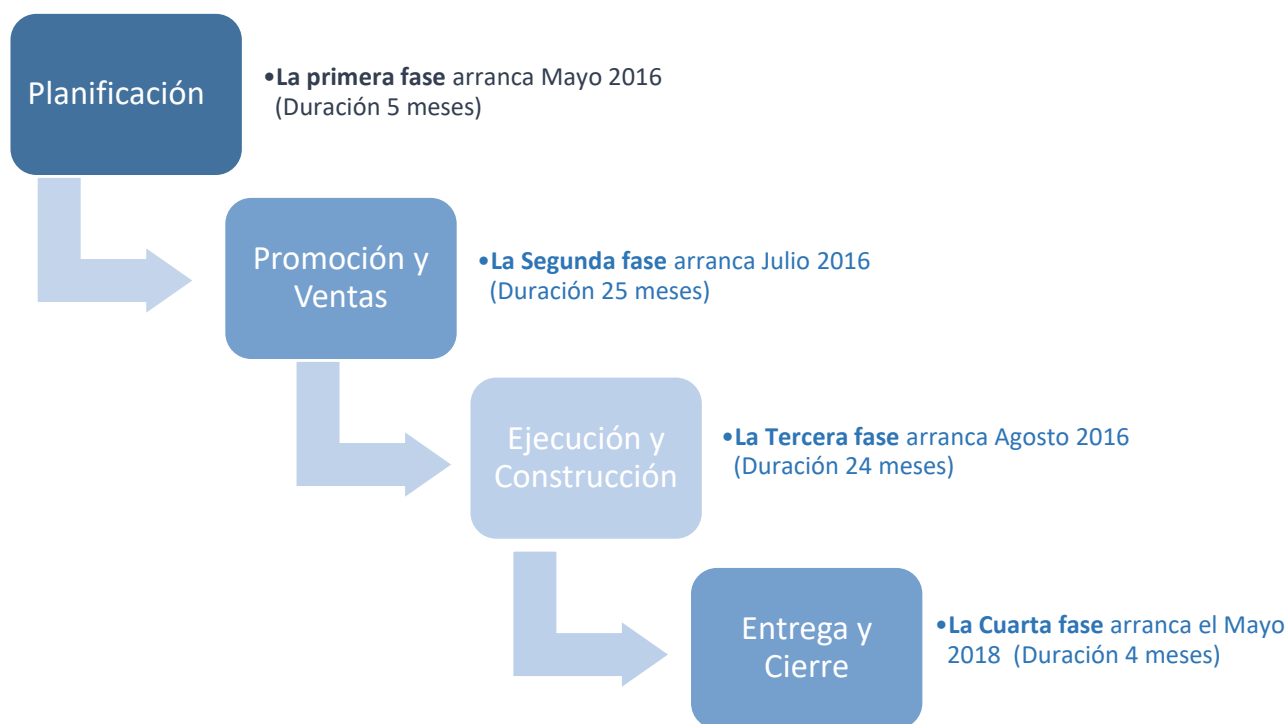 Planificación
•La primera fase arranca Mayo 2016
(Duración 5 meses)
Promoción y
Ventas
•La Segunda fase arranca Julio 2016
(Duración 25 meses)
Ejecución y
Construcción
•La Tercera fase arranca Agosto 2016
(Duración 24 meses)
Entrega y
Cierre
•La Cuarta fase arranca el Mayo
2018 (Duración 4 meses)